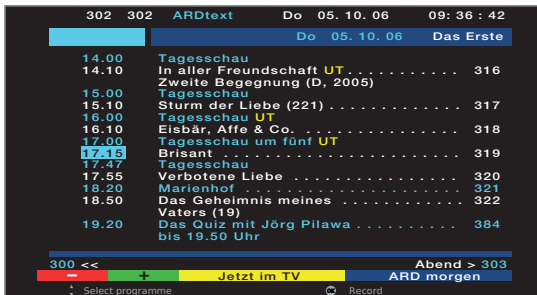 302 302 ARDtext Do 05. 10. 06 09: 36 : 42
Do 05. 10. 06 Das Erste
14.00 Tagesschau
14.10 In aller Freundschaft UT . . . . . . . . . . . 316
Zweite Begegnung (D, 2005)
15.00 Tagesschau
15.10 Sturm der Liebe (221) . . . . . . . . . . . . . 317
16.00 Tagesschau UT
16.10 Eisbär, Affe & Co. . . . . . . . . . . . . . . . . 318
17.00 Tagesschau um fünf UT
17.15 Brisant . . . . . . . . . . . . . . . . . . . . 319
17.47 Tagesschau
17.55 Verbotene Liebe . . . . . . . . . . . . . . . . 320
18.20 Marienhof . . . . . . . . . . . . . . . . . . . . 321
18.50 Das Geheimnis meines . . . . . . . . . . . . 322
Vaters (19)
19.20 Das Quiz mit Jörg Pilawa . . . . . . . . . . 384
bis 19.50 Uhr
300 << Abend > 303
– + Jetzt im TV ARD morgen
Select programme Record